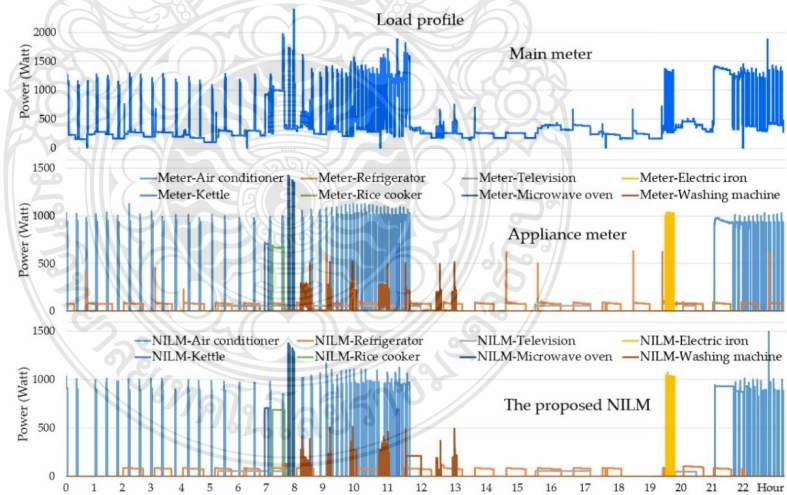 Load profile
Main meter
Power (Watt)
2000
1500
1000
500
0
1500
Meter-Air conditioner Meter-Refrigerator Meter-Television Meter-Electric iron
Meter-Kettle Meter-Rice cooker Meter-Microwave oven Meter-Washing machine
1000
Appliance meter
Power (Watt)
500
0
1500
NILM-Air conditioner NILM-Refrigerator NILM-Television NILM-Electric iron
NILM-Kettle NILM-Rice cooker NILM-Microwave oven NILM-Washing machine
1000
The proposed NILM
Power (Watt)
500
0
0 1 2 3 4 5 6 7 8 9 10 11 12 13 14 15 16 17 18 19 20 21 22 Hour